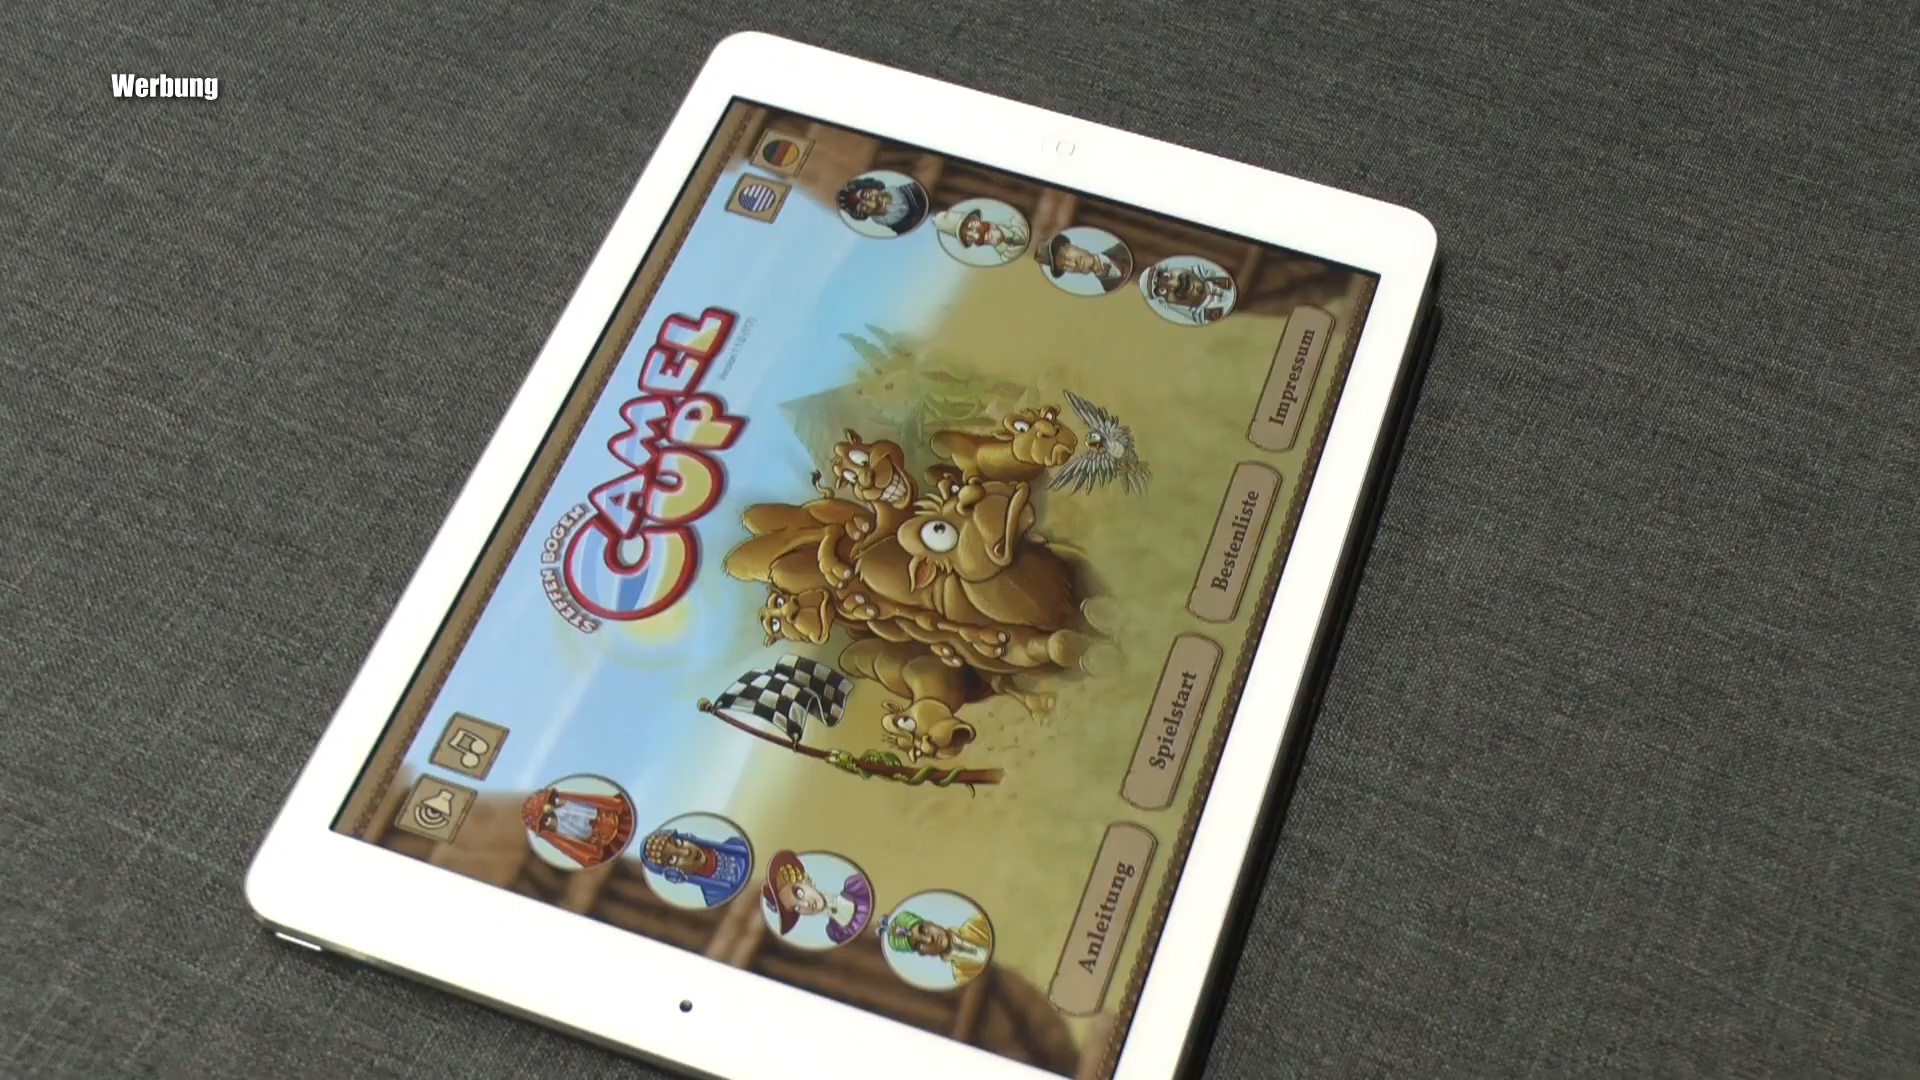 Werbung
STEFFEN BOGEN
CAMEL
UP
Anleitung
Spielstart
Bestenliste
Impressum